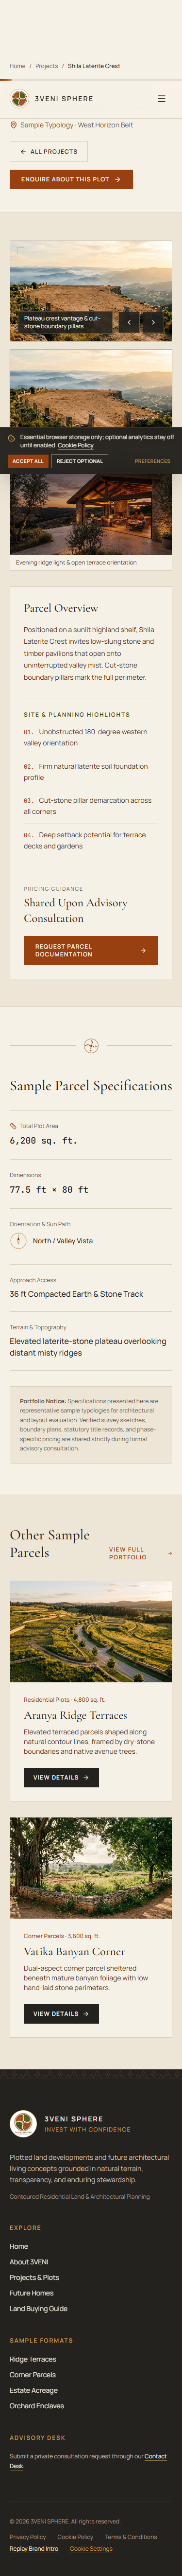 Home / Projects / Shila Laterite Crest
3VENI SPHERE
Sample Typology · West Horizon Belt
ALL PROJECTS
ENQUIRE ABOUT THIS PLOT
Plateau crest vantage & cut-
stone boundary pillars
Essential browser storage only; optional analytics stay off
until enabled. Cookie Policy
ACCEPT ALL
REJECT OPTIONAL
PREFERENCES
Evening ridge light & open terrace orientation
Parcel Overview
Positioned on a sunlit highland shelf, Shila
Laterite Crest invites low-slung stone and
timber pavilions that open onto
uninterrupted valley mist. Cut-stone
boundary pillars mark the full perimeter.
SITE & PLANNING HIGHLIGHTS
01. Unobstructed 180-degree western
valley orientation
02. Firm natural laterite soil foundation
profile
03. Cut-stone pillar demarcation across
all corners
04. Deep setback potential for terrace
decks and gardens
PRICING GUIDANCE
Shared Upon Advisory
Consultation
REQUEST PARCEL
DOCUMENTATION
Sample Parcel Specifications
Total Plot Area
6,200 sq. ft.
Dimensions
77.5 ft × 80 ft
Orientation & Sun Path
North / Valley Vista
Approach Access
36 ft Compacted Earth & Stone Track
Terrain & Topography
Elevated laterite-stone plateau overlooking
distant misty ridges
Portfolio Notice: Specifications presented here are
representative sample typologies for architectural
and layout evaluation. Verified survey sketches,
boundary plans, statutory title records, and phase-
specific pricing are shared strictly during formal
advisory consultation.
Other Sample
Parcels
VIEW FULL
PORTFOLIO
Residential Plots · 4,800 sq. ft.
Aranya Ridge Terraces
Elevated terraced parcels shaped along
natural contour lines, framed by dry-stone
boundaries and native avenue trees.
VIEW DETAILS
Corner Parcels · 3,600 sq. ft.
Vatika Banyan Corner
Dual-aspect corner parcel sheltered
beneath mature banyan foliage with low
hand-laid stone perimeters.
VIEW DETAILS
3VENI SPHERE
INVEST WITH CONFIDENCE
Plotted land developments and future architectural
living concepts grounded in natural terrain,
transparency, and enduring stewardship.
Contoured Residential Land & Architectural Planning
EXPLORE
Home
About 3VENI
Projects & Plots
Future Homes
Land Buying Guide
SAMPLE FORMATS
Ridge Terraces
Corner Parcels
Estate Acreage
Orchard Enclaves
ADVISORY DESK
Submit a private consultation request through our Contact
Desk.
© 2026 3VENI SPHERE. All rights reserved.
Privacy Policy Cookie Policy Terms & Conditions
Replay Brand Intro Cookie Settings